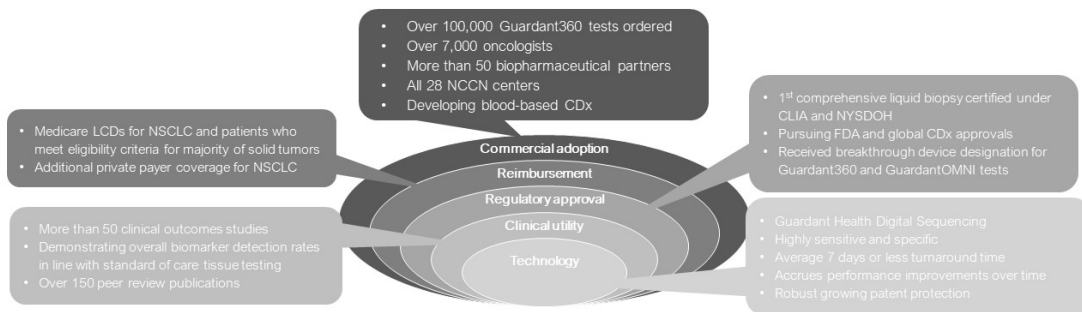 • Over 100,000 Guardant360 tests ordered
• Over 7,000 oncologists
• More than 50 biopharmaceutical partners
• All 28 NCCN centers
• Developing blood-based CDx
• Medicare LCDs for NSCLC and patients who
meet eligibility criteria for majority of solid tumors
• Additional private payer coverage for NSCLC
• 1st comprehensive liquid biopsy certified under
CLIA and NYSDOH
• Pursuing FDA and global CDx approvals
• Received breakthrough device designation for
Guardant360 and GuardantOMNI tests
Commercial adoption
Reimbursement
Regulatory approval
Clinical utility
Technology
• More than 50 clinical outcomes studies
• Demonstrating overall biomarker detection rates
in line with standard of care tissue testing
• Over 150 peer review publications
• Guardant Health Digital Sequencing
• Highly sensitive and specific
• Average 7 days or less turnaround time
• Accrues performance improvements over time
• Robust growing patent protection